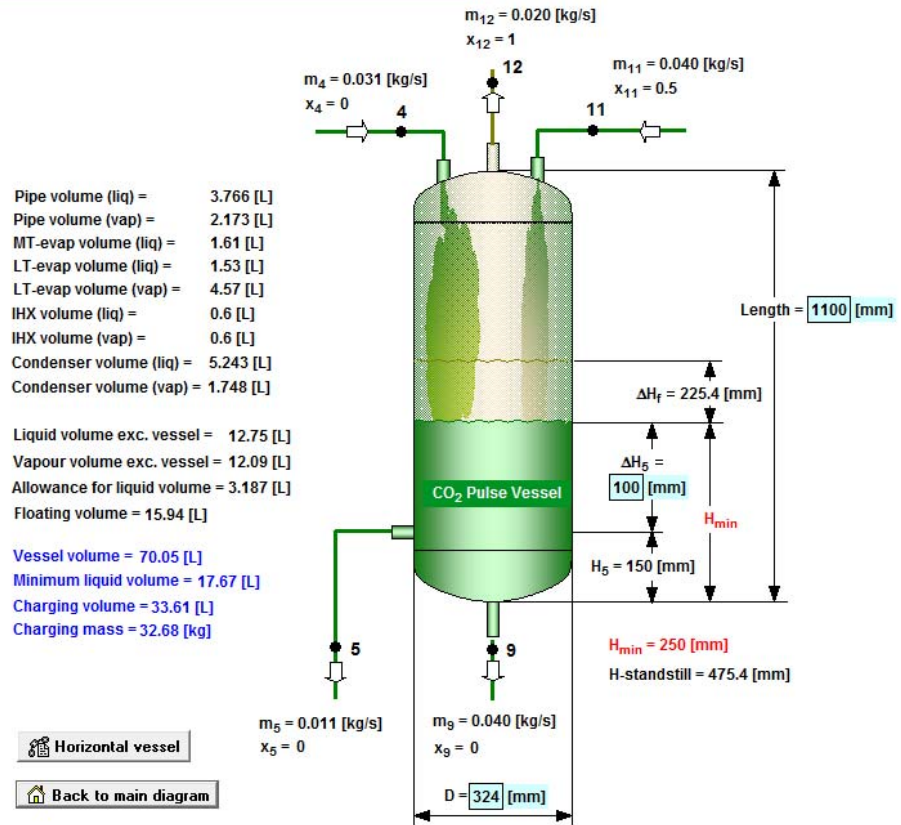 m12 = 0.020 [kg/s]
x12 = 1
12
m4 = 0.031 [kg/s]
x4 = 0
4
m11 = 0.040 [kg/s]
x11 = 0.5
11
Pipe volume (liq) = 3.766 [L]
Pipe volume (vap) = 2.173 [L]
MT-evap volume (liq) = 1.61 [L]
LT-evap volume (liq) = 1.53 [L]
LT-evap volume (vap) = 4.57 [L]
IHX volume (liq) = 0.6 [L]
IHX volume (vap) = 0.6 [L]
Condenser volume (liq) = 5.243 [L]
Condenser volume (vap) = 1.748 [L]
Liquid volume exc. vessel = 12.75 [L]
Vapour volume exc. vessel = 12.09 [L]
Allowance for liquid volume = 3.187 [L]
Floating volume = 15.94 [L]
Vessel volume = 70.05 [L]
Minimum liquid volume = 17.67 [L]
Charging volume = 33.61 [L]
Charging mass = 32.68 [kg]
Length = 1100 [mm]
ΔHf = 225.4 [mm]
ΔH5 =
100 [mm]
CO2 Pulse Vessel
Hmin
H5 = 150 [mm]
Hmin = 250 [mm]
H-standstill = 475.4 [mm]
5
9
m5 = 0.011 [kg/s]
x5 = 0
m9 = 0.040 [kg/s]
x9 = 0
D = 324 [mm]
Horizontal vessel
Back to main diagram